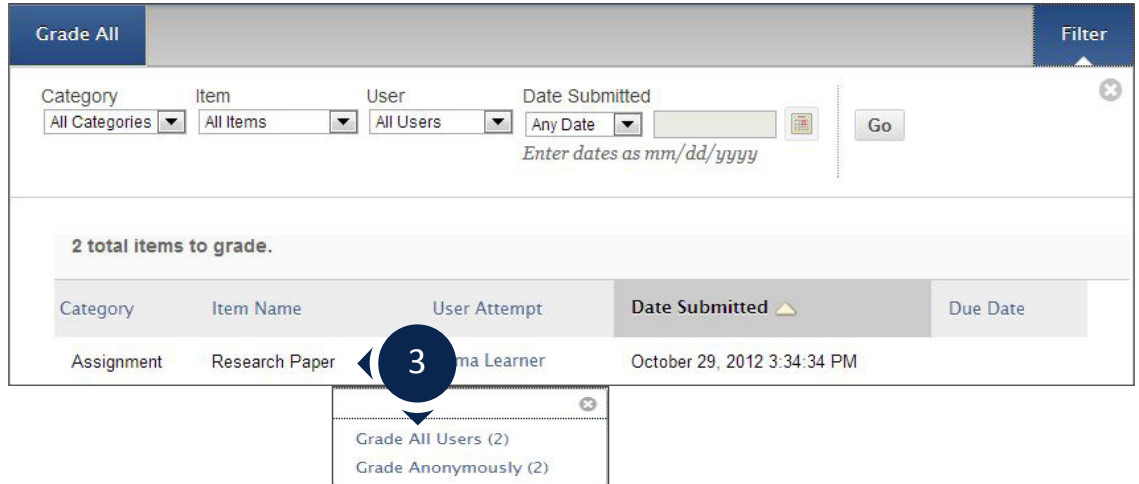 Grade All Filter
Category Item User Date Submitted
All Categories All Items All Users Any Date Go
Enter dates as mm/dd/yyyy
2 total items to grade.
Category Item Name User Attempt Date Submitted Due Date
Assignment Research Paper 3 ma Learner October 29, 2012 3:34:34 PM
Grade All Users (2)
Grade Anonymously (2)